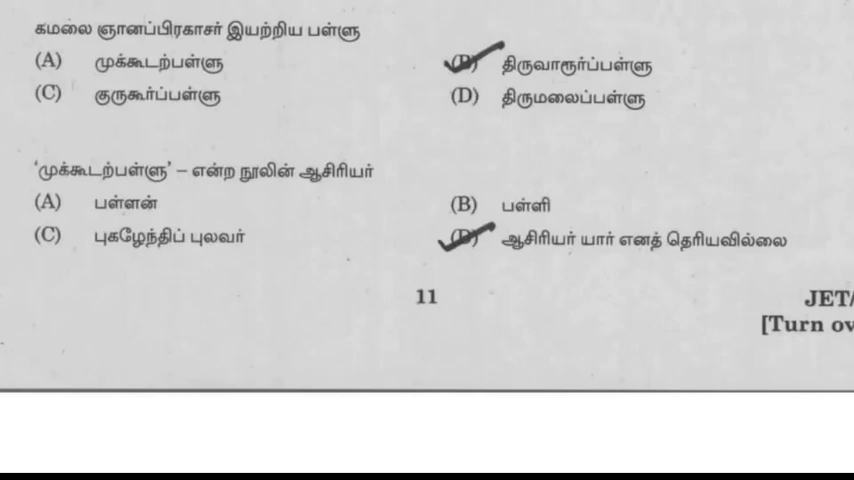 கமலை ஞானப்பிரகாசர் இயற்றிய பள்ளு
(A) முக்கூடற்பள்ளு (B) திருவாரூர்ப்பள்ளு
(C) குருகூர்ப்பள்ளு (D) திருமலைப்பள்ளு
‘முக்கூடற்பள்ளு’ – என்ற நூலின் ஆசிரியர்
(A) பள்ளன் (B) பள்ளி
(C) புகழேந்திப் புலவர் (D) ஆசிரியர் யார் எனத் தெரியவில்லை
11 JET/
[Turn ov